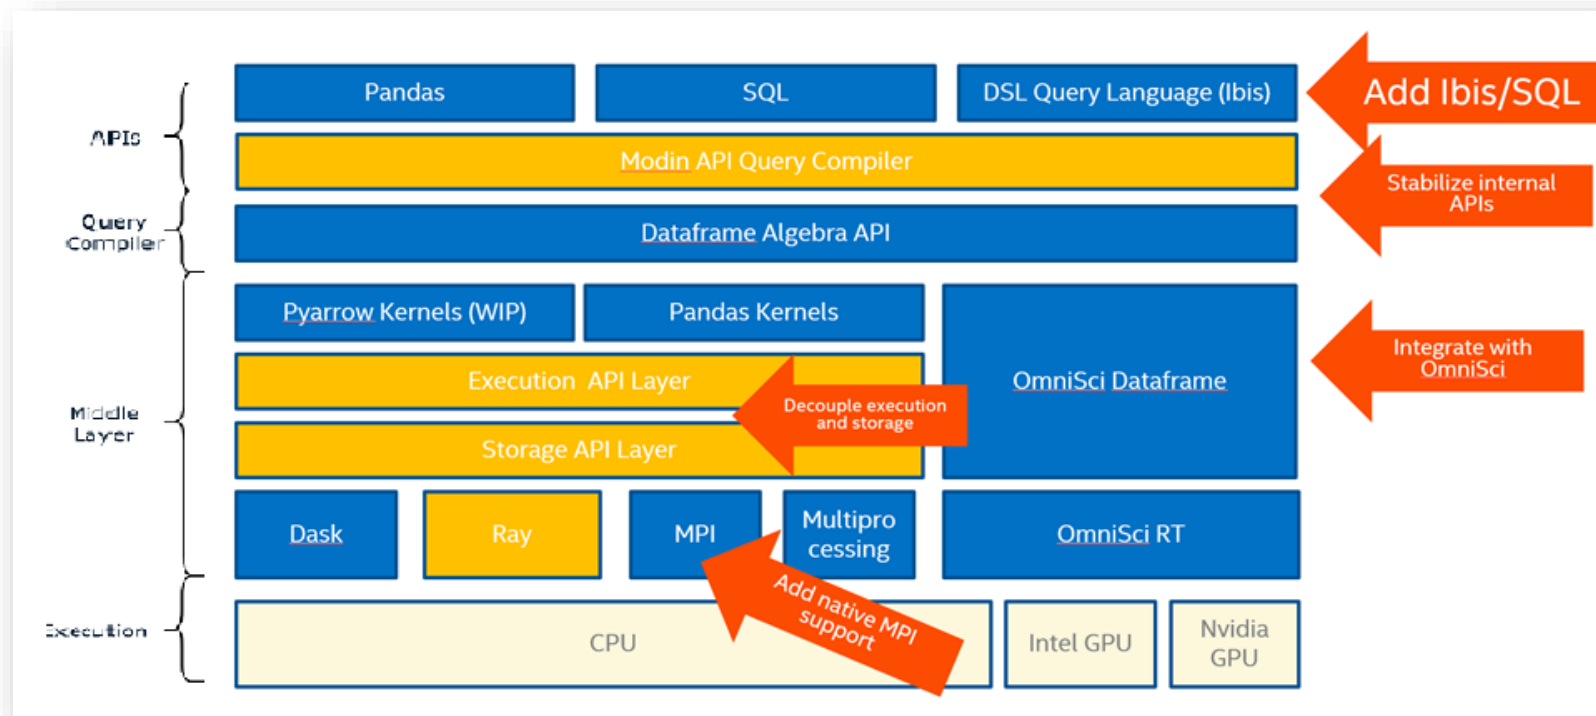 Pandas
SQL
DSL Query Language (Ibis)
Add Ibis/SQL
APIs
Modin API Query Compiler
Stabilize internal
APIs
Query
Compiler
Dataframe Algebra API
Pyarrow Kernels (WIP)
Pandas Kernels
OmniSci Dataframe
Integrate with
OmniSci
Execution API Layer
Decouple execution
and storage
Middle
Layer
Storage API Layer
Dask
Ray
MPI
Multipro
cessing
OmniSci RT
Add native MPI
support
Execution
CPU
Intel GPU
Nvidia
GPU